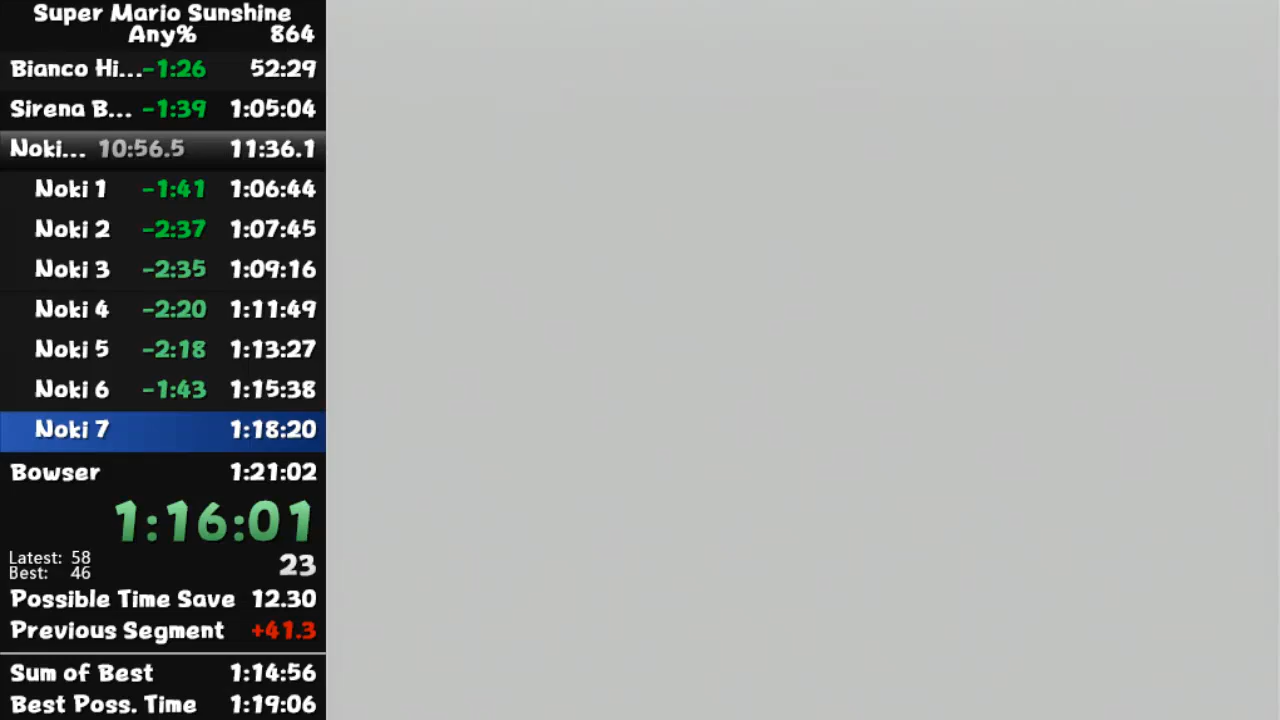 Super Mario Sunshine
Any% 864
Bianco Hi... -1:26 52:29
Sirena B... -1:39 1:05:04
Noki... 10:56.5 11:36.1
Noki 1 -1:41 1:06:44
Noki 2 -2:37 1:07:45
Noki 3 -2:35 1:09:16
Noki 4 -2:20 1:11:49
Noki 5 -2:18 1:13:27
Noki 6 -1:43 1:15:38
Noki 7 1:18:20
Bowser 1:21:02
1:16:01
Latest: 58
Best: 46
23
Possible Time Save 12.30
Previous Segment +41.3
Sum of Best 1:14:56
Best Poss. Time 1:19:06